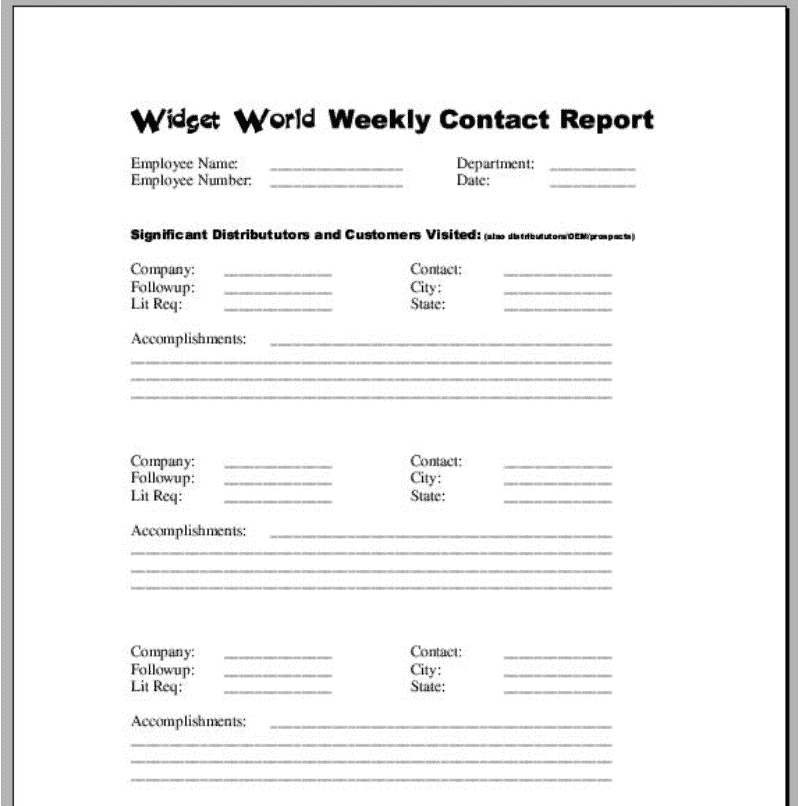 Widget World Weekly Contact Report
Employee Name: Department:
Employee Number: Date:
Significant Distribututors and Customers Visited: (also distribututors/OEM/prospects)
Company: Contact:
Followup: City:
Lit Req: State:
Accomplishments:
Company: Contact:
Followup: City:
Lit Req: State:
Accomplishments:
Company: Contact:
Followup: City:
Lit Req: State:
Accomplishments: